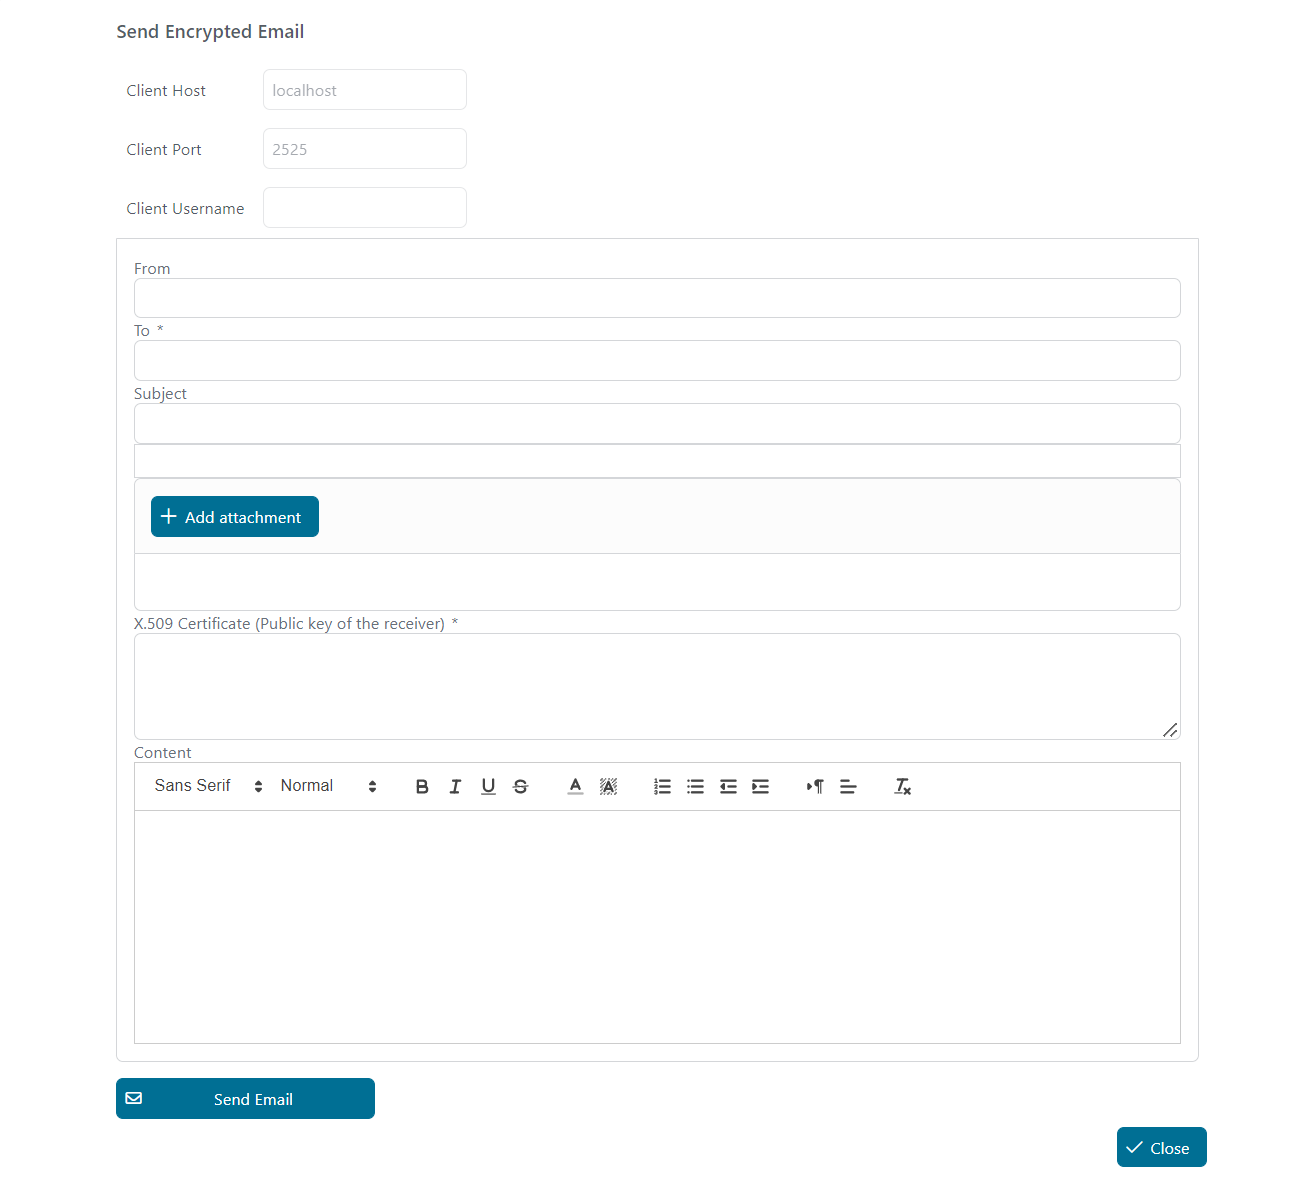 Send Encrypted Email
Client Host localhost
Client Port 2525
Client Username
From
To *
Subject
Add attachment
X.509 Certificate (Public key of the receiver) *
Content
Sans Serif Normal
Send Email
Close